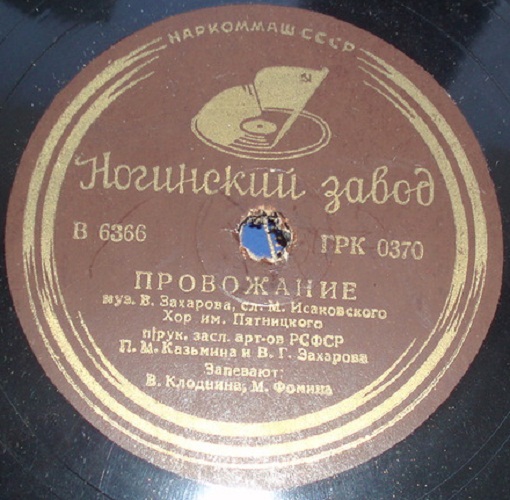 НАРКОММАШ СССР
Ногинский завод
В 6366
ГРК 0370
ПРОВОЖАНИЕ
муз. В. Захарова, сл. М. Исаковского
Хор им. Пятницкого
п/рук. засл. арт-ов РСФСР
П. М. Казьмина и В. Г. Захарова
Запевают:
В. Клоднина, М. Фомина